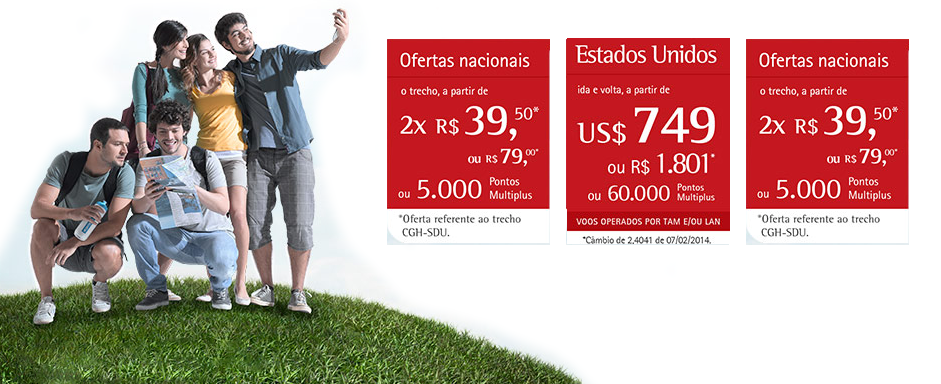 Ofertas nacionais
o trecho, a partir de
2x R$ 39,50*
ou R$ 79,00*
ou 5.000 Pontos
Multiplus
*Oferta referente ao trecho
CGH-SDU.
Estados Unidos
ida e volta, a partir de
US$ 749
ou R$ 1.801*
ou 60.000 Pontos
Multiplus
VOOS OPERADOS POR TAM E/OU LAN
*Câmbio de 2,4041 de 07/02/2014.
Ofertas nacionais
o trecho, a partir de
2x R$ 39,50*
ou R$ 79,00*
ou 5.000 Pontos
Multiplus
*Oferta referente ao trecho
CGH-SDU.